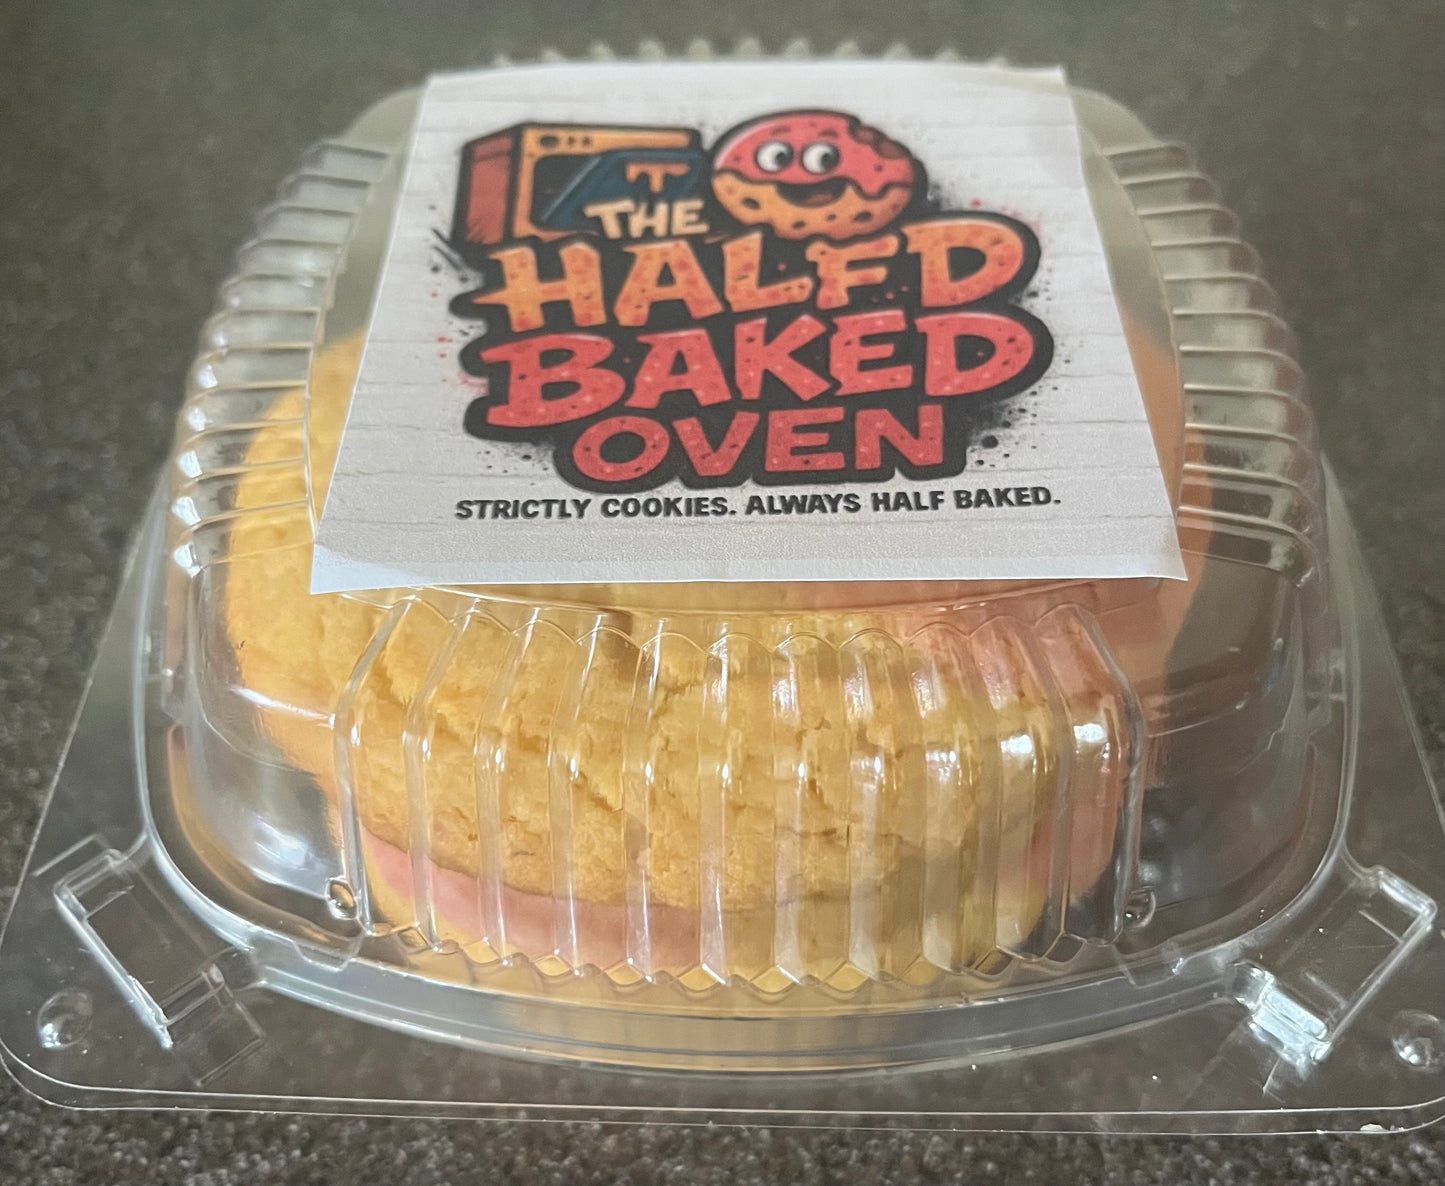 THE
HALFD
BAKED
OVEN
STRICTLY COOKIES. ALWAYS HALF BAKED.